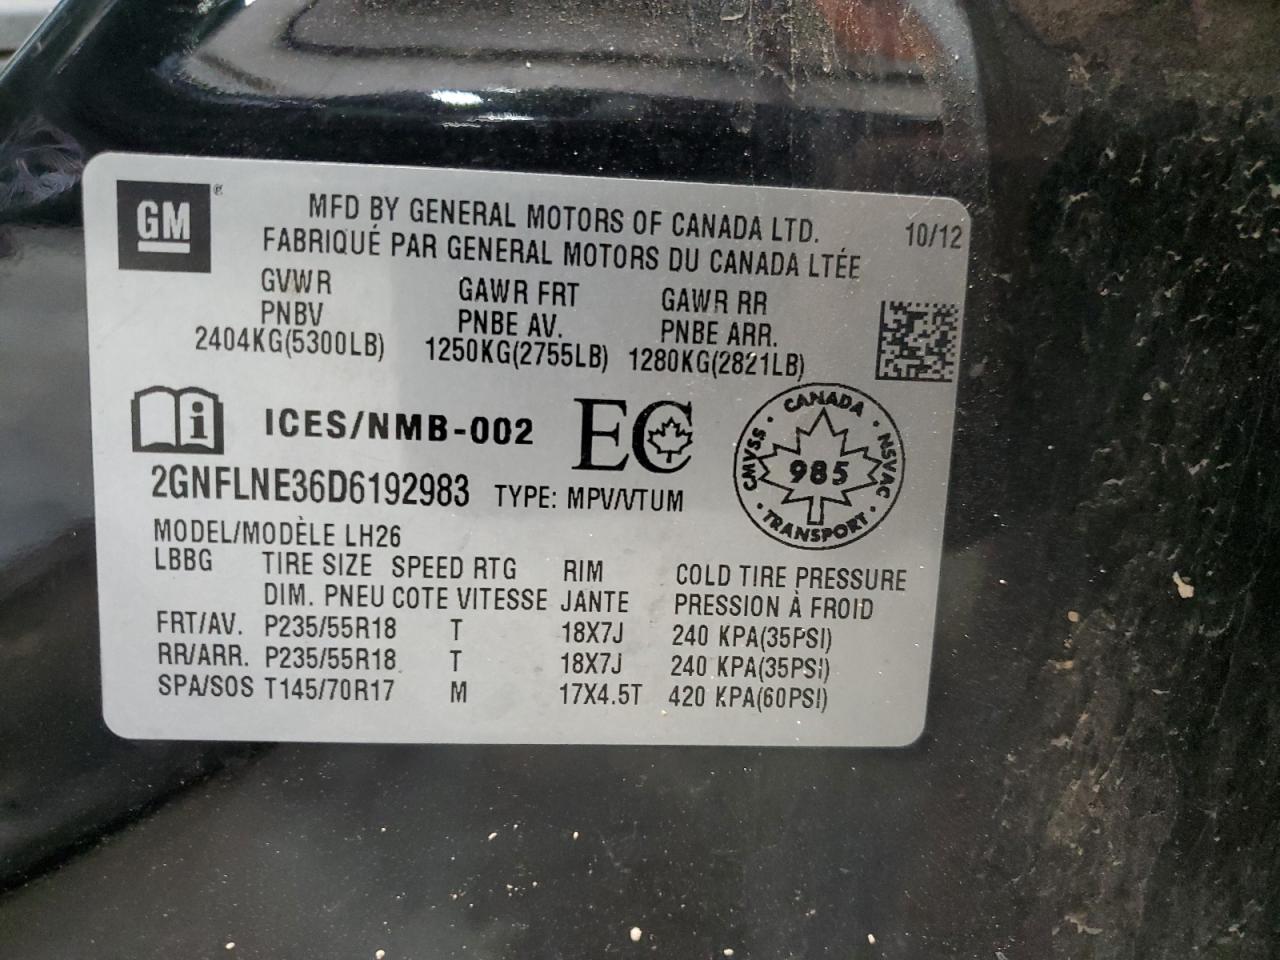 GM®
MFD BY GENERAL MOTORS OF CANADA LTD.
10/12
FABRIQUÉ PAR GENERAL MOTORS DU CANADA LTÉE
GVWR GAWR FRT GAWR RR
PNBV PNBE AV. PNBE ARR.
2404KG(5300LB) 1250KG(2755LB) 1280KG(2821LB)
i ICES/NMB-002 EC
CANADA · NSVAC · TRANSPORT · CMVSS ·
985
2GNFLNE36D6192983 TYPE: MPV/VTUM
MODEL/MODÈLE LH26
LBBG TIRE SIZE SPEED RTG RIM COLD TIRE PRESSURE
DIM. PNEU COTE VITESSE JANTE PRESSION À FROID
FRT/AV. P235/55R18 T 18X7J 240 KPA(35PSI)
RR/ARR. P235/55R18 T 18X7J 240 KPA(35PSI)
SPA/SOS T145/70R17 M 17X4.5T 420 KPA(60PSI)